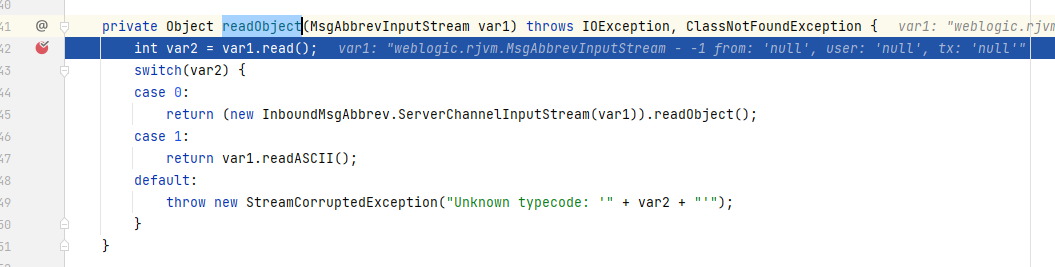 40
41 @ private Object readObject(MsgAbbrevInputStream var1) throws IOException, ClassNotFoundException { var1: "weblogic.rjvm
42 int var2 = var1.read(); var1: "weblogic.rjvm.MsgAbbrevInputStream - -1 from: 'null', user: 'null', tx: 'null'"
43 switch(var2) {
44 case 0:
45 return (new InboundMsgAbbrev.ServerChannelInputStream(var1)).readObject();
46 case 1:
47 return var1.readASCII();
48 default:
49 throw new StreamCorruptedException("Unknown typecode: '" + var2 + "'");
50 }
51 }